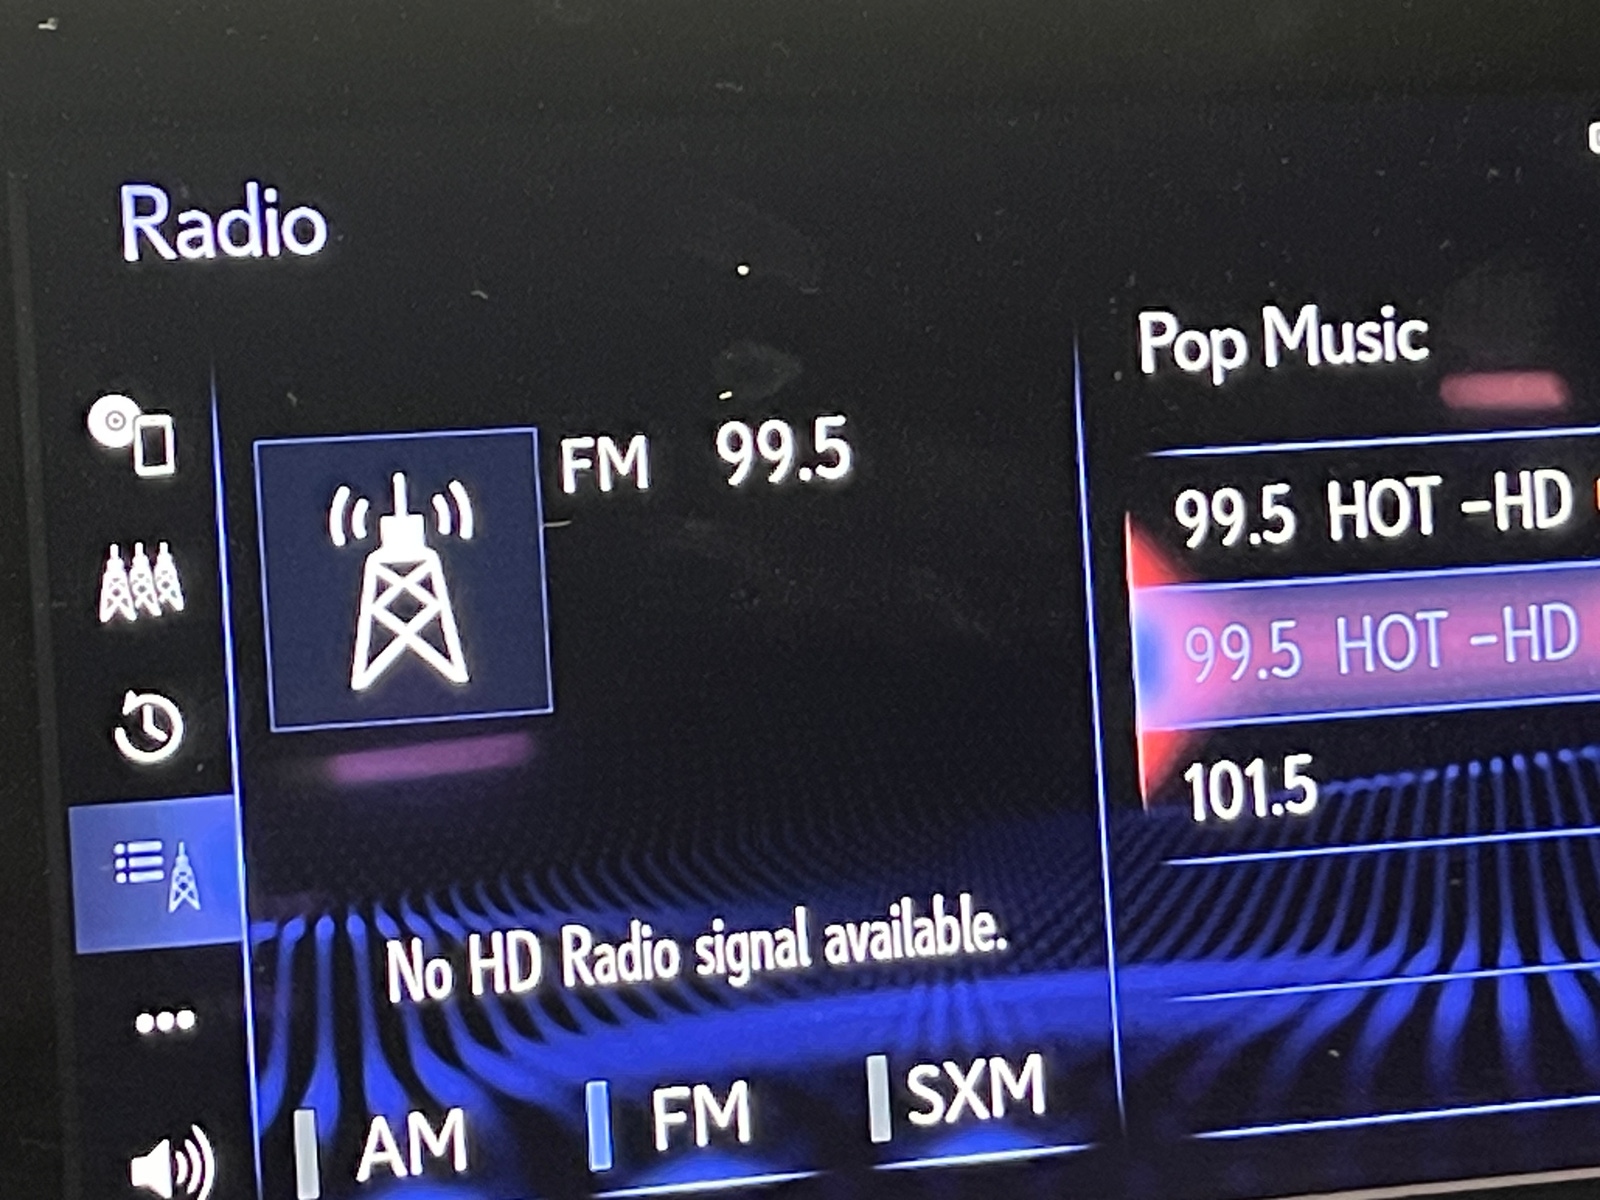 Radio
FM 99.5
No HD Radio signal available.
AM FM SXM
Pop Music
99.5 HOT -HD
99.5 HOT -HD
101.5